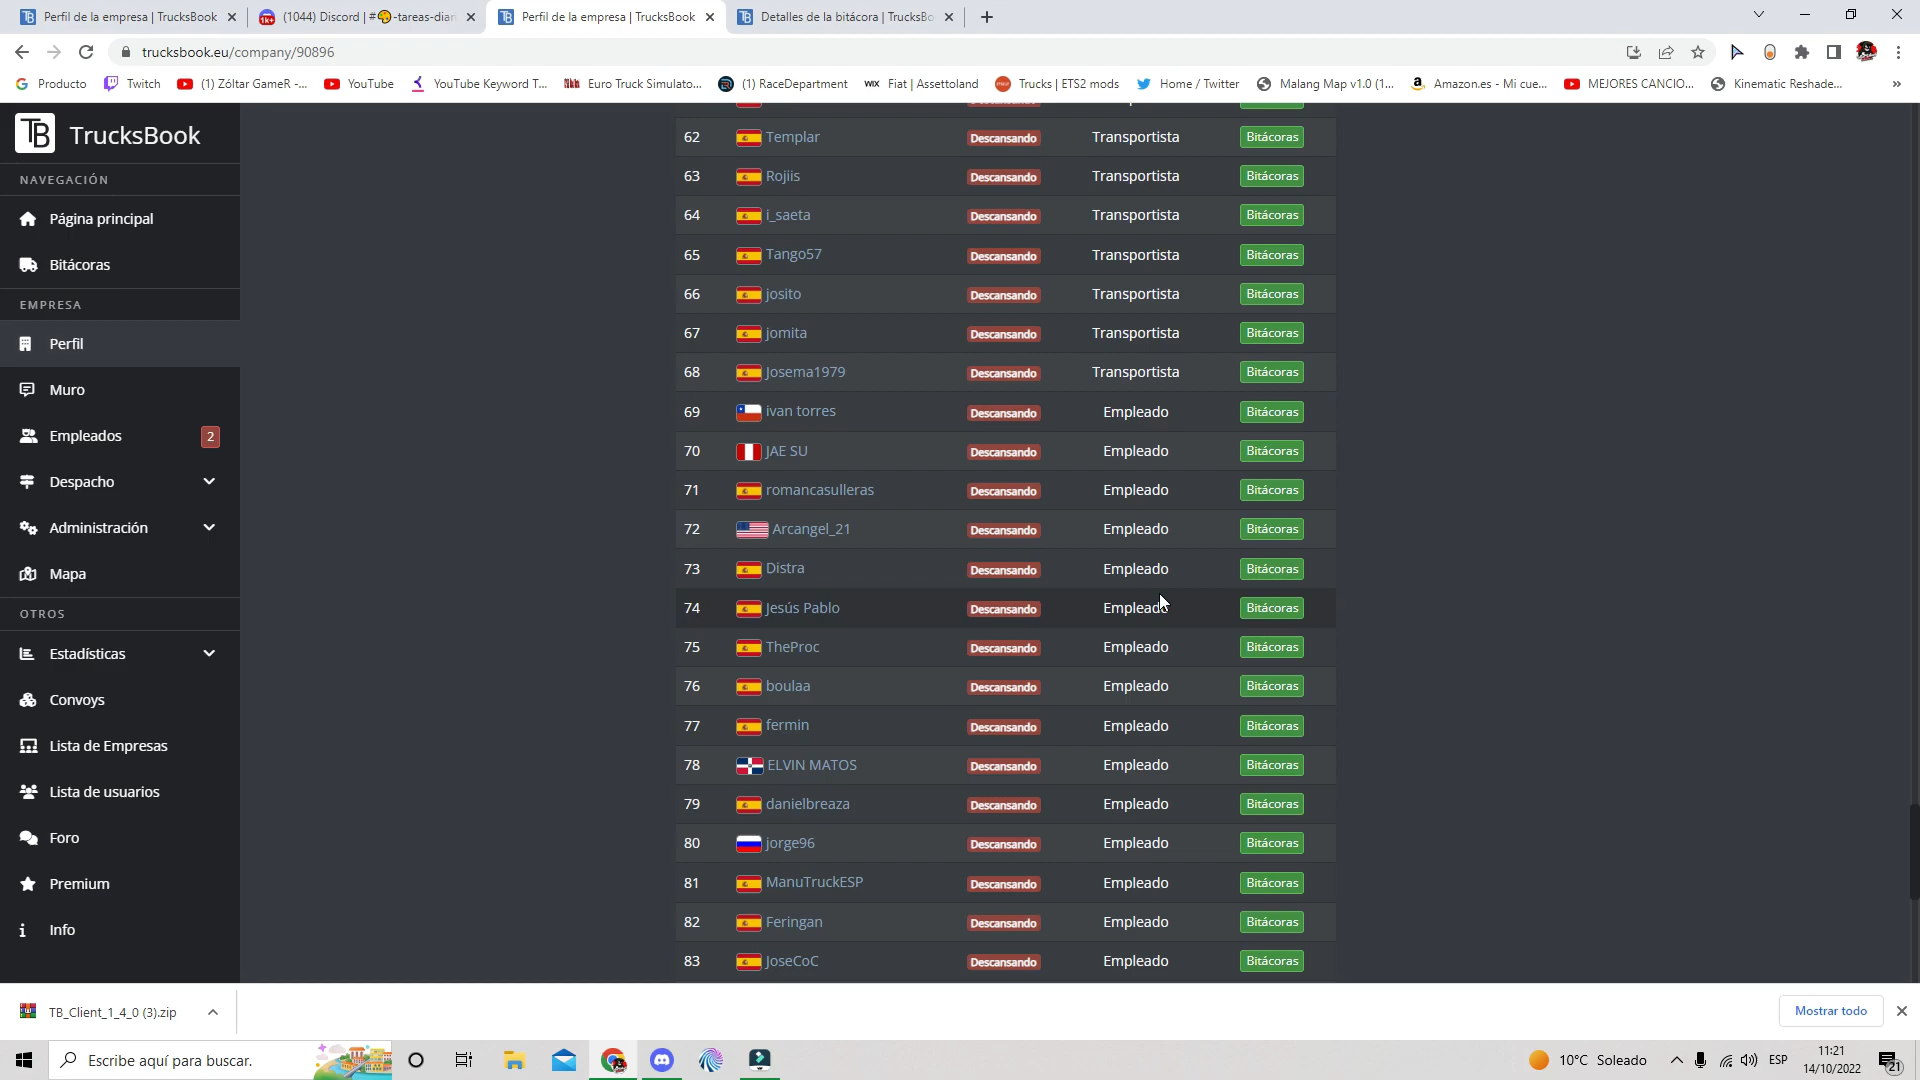 Perfil de la empresa | TrucksBook
(1044) Discord | #🤔-tareas-diari
Perfil de la empresa | TrucksBook
Detalles de la bitácora | TrucksBo
trucksbook.eu/company/90896
Producto
Twitch
(1) Zóltar GameR -...
YouTube
YouTube Keyword T...
Euro Truck Simulato...
(1) RaceDepartment
WIX
Fiat | Assettoland
Trucks | ETS2 mods
Home / Twitter
Malang Map v1.0 (1...
Amazon.es - Mi cue...
MEJORES CANCIO...
Kinematic Reshade...
TB
TrucksBook
NAVEGACIÓN
Página principal
Bitácoras
EMPRESA
Perfil
Muro
Empleados 2
Despacho
Administración
Mapa
OTROS
Estadísticas
Convoys
Lista de Empresas
Lista de usuarios
Foro
Premium
Info
62 Templar Descansando Transportista Bitácoras
63 Rojiis Descansando Transportista Bitácoras
64 i_saeta Descansando Transportista Bitácoras
65 Tango57 Descansando Transportista Bitácoras
66 josito Descansando Transportista Bitácoras
67 jomita Descansando Transportista Bitácoras
68 Josema1979 Descansando Transportista Bitácoras
69 ivan torres Descansando Empleado Bitácoras
70 JAE SU Descansando Empleado Bitácoras
71 romancasulleras Descansando Empleado Bitácoras
72 Arcangel_21 Descansando Empleado Bitácoras
73 Distra Descansando Empleado Bitácoras
74 Jesús Pablo Descansando Empleado Bitácoras
75 TheProc Descansando Empleado Bitácoras
76 boulaa Descansando Empleado Bitácoras
77 fermin Descansando Empleado Bitácoras
78 ELVIN MATOS Descansando Empleado Bitácoras
79 danielbreaza Descansando Empleado Bitácoras
80 jorge96 Descansando Empleado Bitácoras
81 ManuTruckESP Descansando Empleado Bitácoras
82 Feringan Descansando Empleado Bitácoras
83 JoseCoC Descansando Empleado Bitácoras
TB_Client_1_4_0 (3).zip
Mostrar todo
Escribe aquí para buscar.
10°C Soleado
ESP
11:21
14/10/2022
21